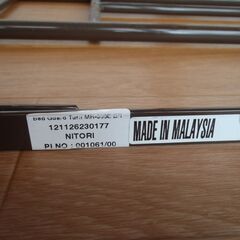 121126230177
NITORI
PI NO : 001061/00
MADE IN MALAYSIA